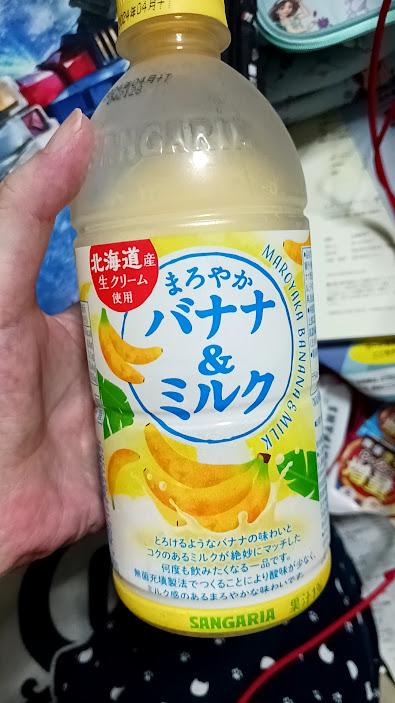 SANGARIA
北海道産
生クリーム
使用
まろやか
バナナ
&
ミルク
MAROYAKA BANANA & MILK
とろけるようなバナナの味わいと
コクのあるミルクが絶妙にマッチした
何度も飲みたくなる一品です。
無菌充填製法でつくることにより酸味が少なく、
ミルク感のあるまろやかな味わいです。
SANGARIA
果汁1%